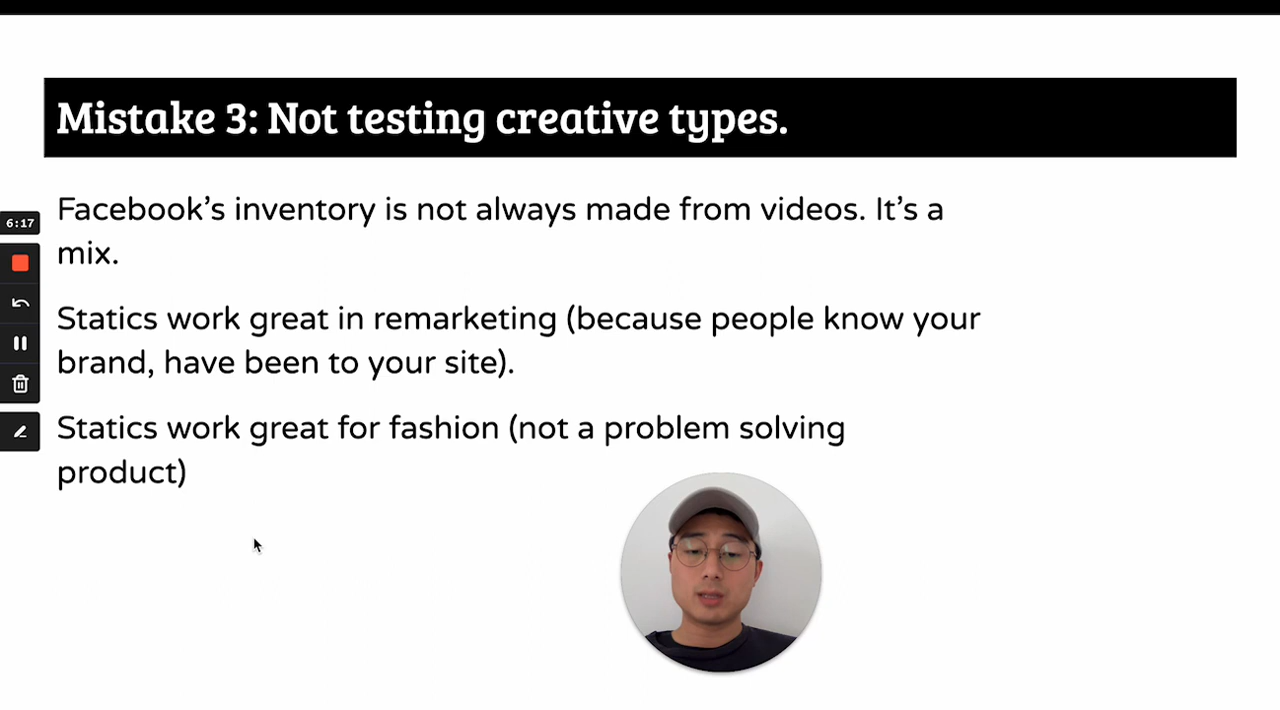 Mistake 3: Not testing creative types.
Facebook’s inventory is not always made from videos. It’s a
mix.
6:17
Statics work great in remarketing (because people know your
brand, have been to your site).
Statics work great for fashion (not a problem solving
product)